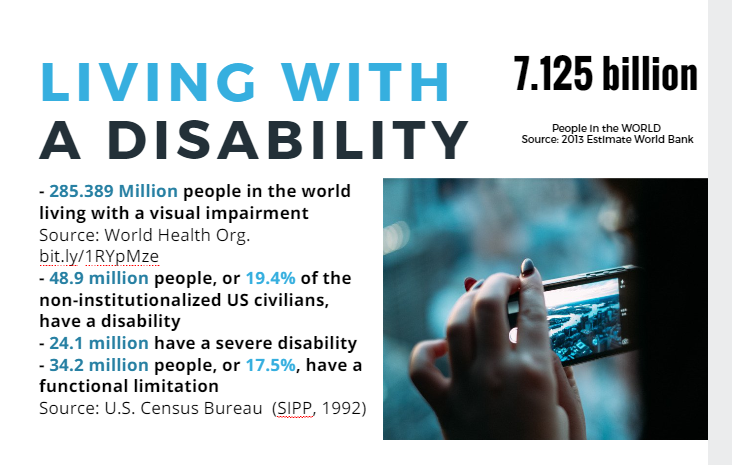 LIVING WITH
A DISABILITY
7.125 billion
People in the WORLD
Source: 2013 Estimate World Bank
- 285.389 Million people in the world
living with a visual impairment
Source: World Health Org.
bit.ly/1RYpMze
- 48.9 million people, or 19.4% of the
non-institutionalized US civilians,
have a disability
- 24.1 million have a severe disability
- 34.2 million people, or 17.5%, have a
functional limitation
Source: U.S. Census Bureau (SIPP, 1992)